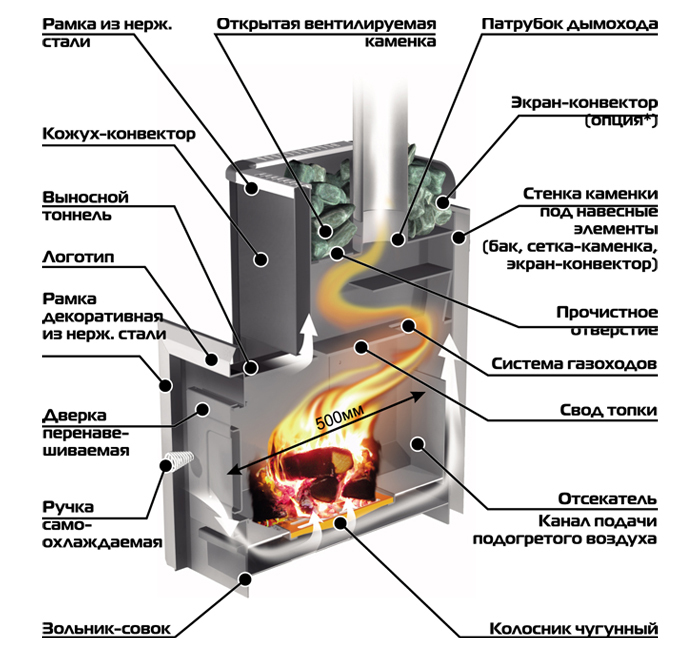 Рамка из нерж.
стали
Открытая вентилируемая
каменка
Патрубок дымохода
Экран-конвектор
(опция*)
Кожух-конвектор
Выносной
тоннель
Стенка каменки
под навесные
элементы
(бак, сетка-каменка,
экран-конвектор)
Логотип
Рамка
декоративная
из нерж. стали
Прочистное
отверстие
Система газоходов
Свод топки
500мм
Дверка
перенаве-
шиваемая
Ручка
само-
охлаждаемая
Отсекатель
Канал подачи
подогретого воздуха
Зольник-совок
Колосник чугунный